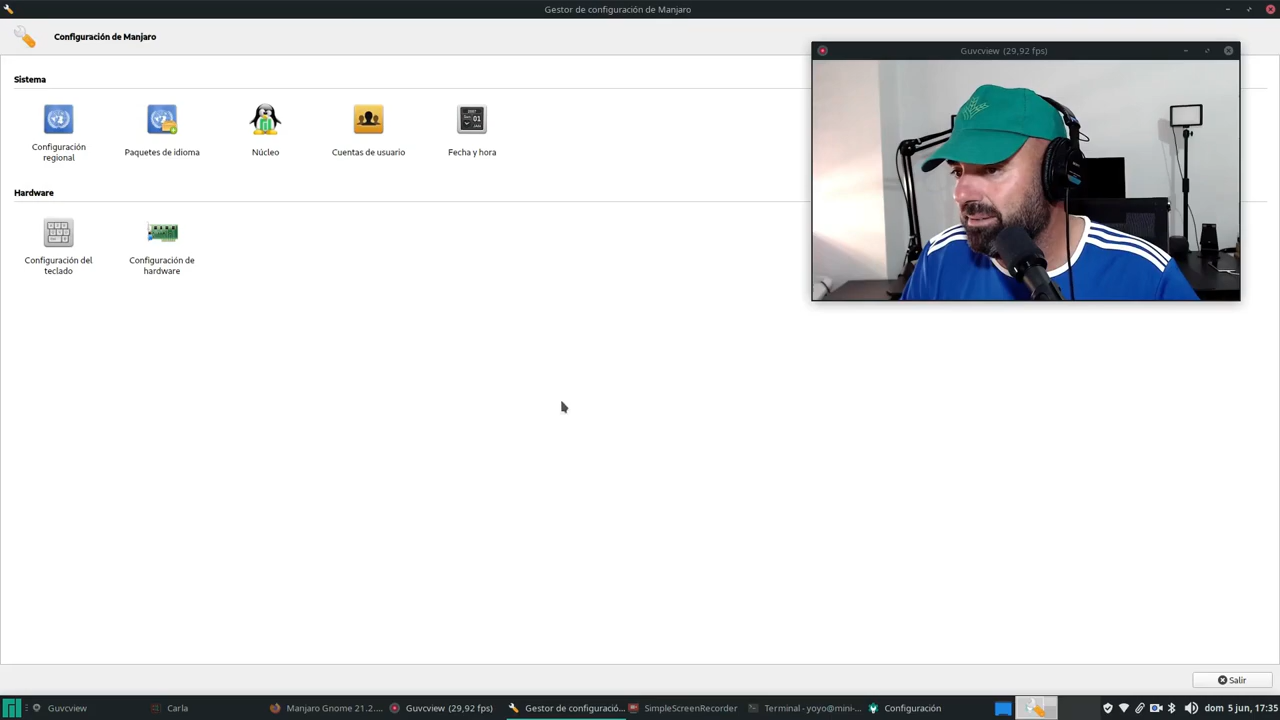 Gestor de configuración de Manjaro
Configuración de Manjaro
Guvcview (29,92 fps)
Sistema
Configuración
regional
Paquetes de idioma
Núcleo
Cuentas de usuario
Fecha y hora
Hardware
Configuración del
teclado
Configuración de
hardware
Salir
Guvcview
Carla
Manjaro Gnome 21.2....
Guvcview (29,92 fps)
Gestor de configuració...
SimpleScreenRecorder
Terminal - yoyo@mini-...
Configuración
dom 5 jun, 17:35